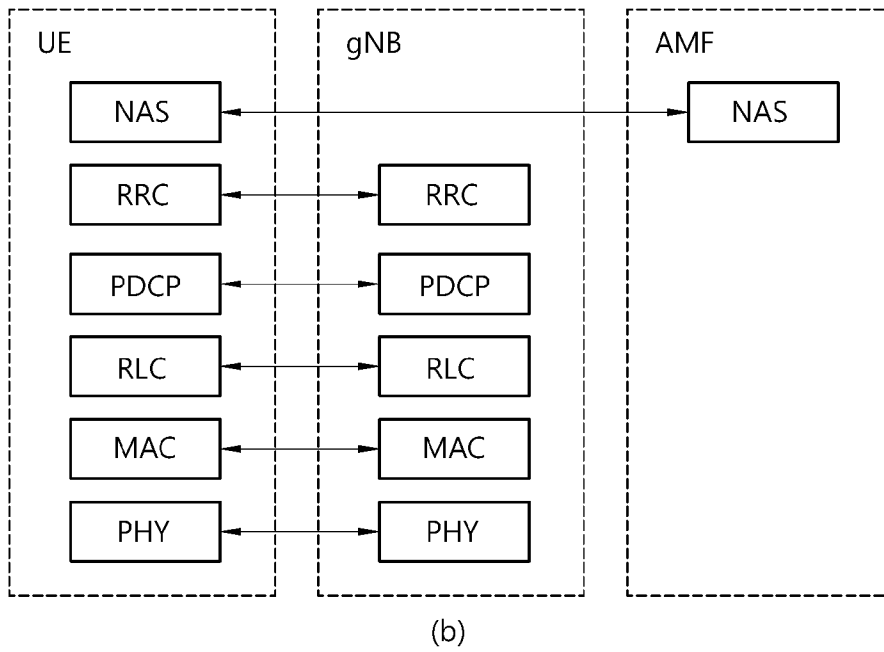 UE gNB AMF
NAS NAS
RRC RRC
PDCP PDCP
RLC RLC
MAC MAC
PHY PHY
(b)